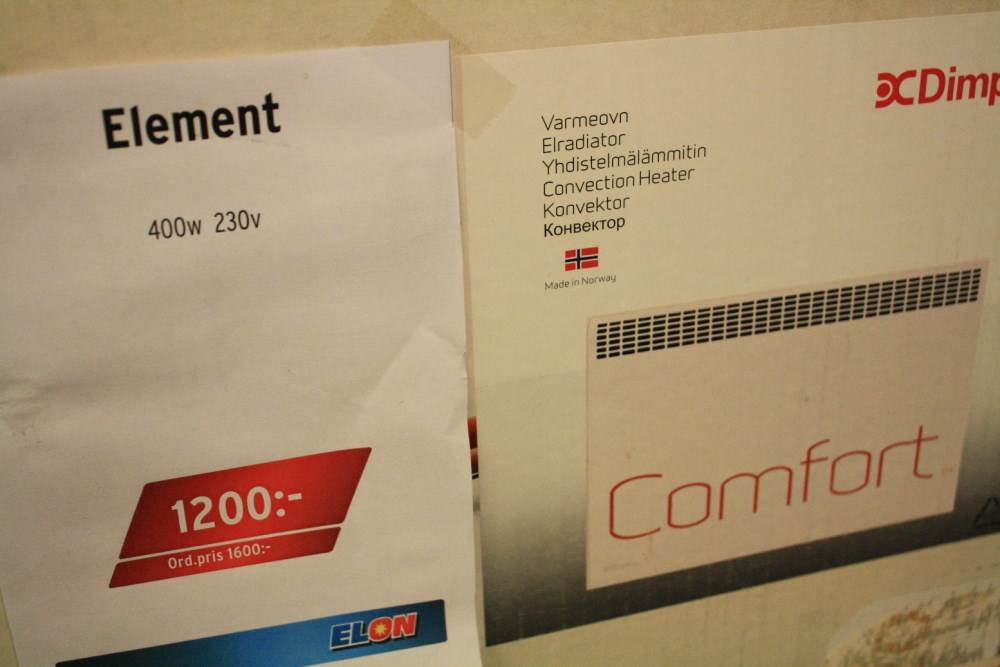 Element
400w 230v
1200:-
Ord.pris 1600:-
ELON
Dimp
Varmeovn
Elradiator
Yhdistelmälämmitin
Convection Heater
Konvektor
Конвектор
Made in Norway
Comfort